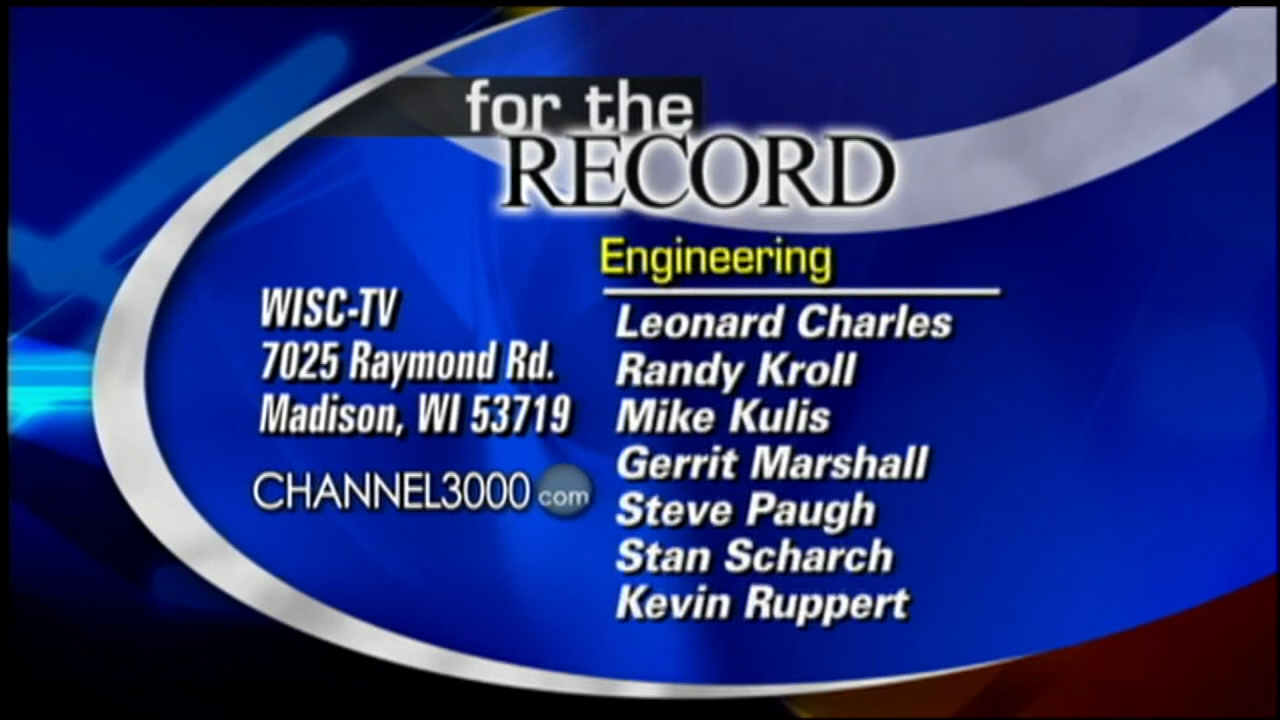 for the
RECORD
WISC-TV
7025 Raymond Rd.
Madison, WI 53719
CHANNEL3000 com
Engineering
Leonard Charles
Randy Kroll
Mike Kulis
Gerrit Marshall
Steve Paugh
Stan Scharch
Kevin Ruppert